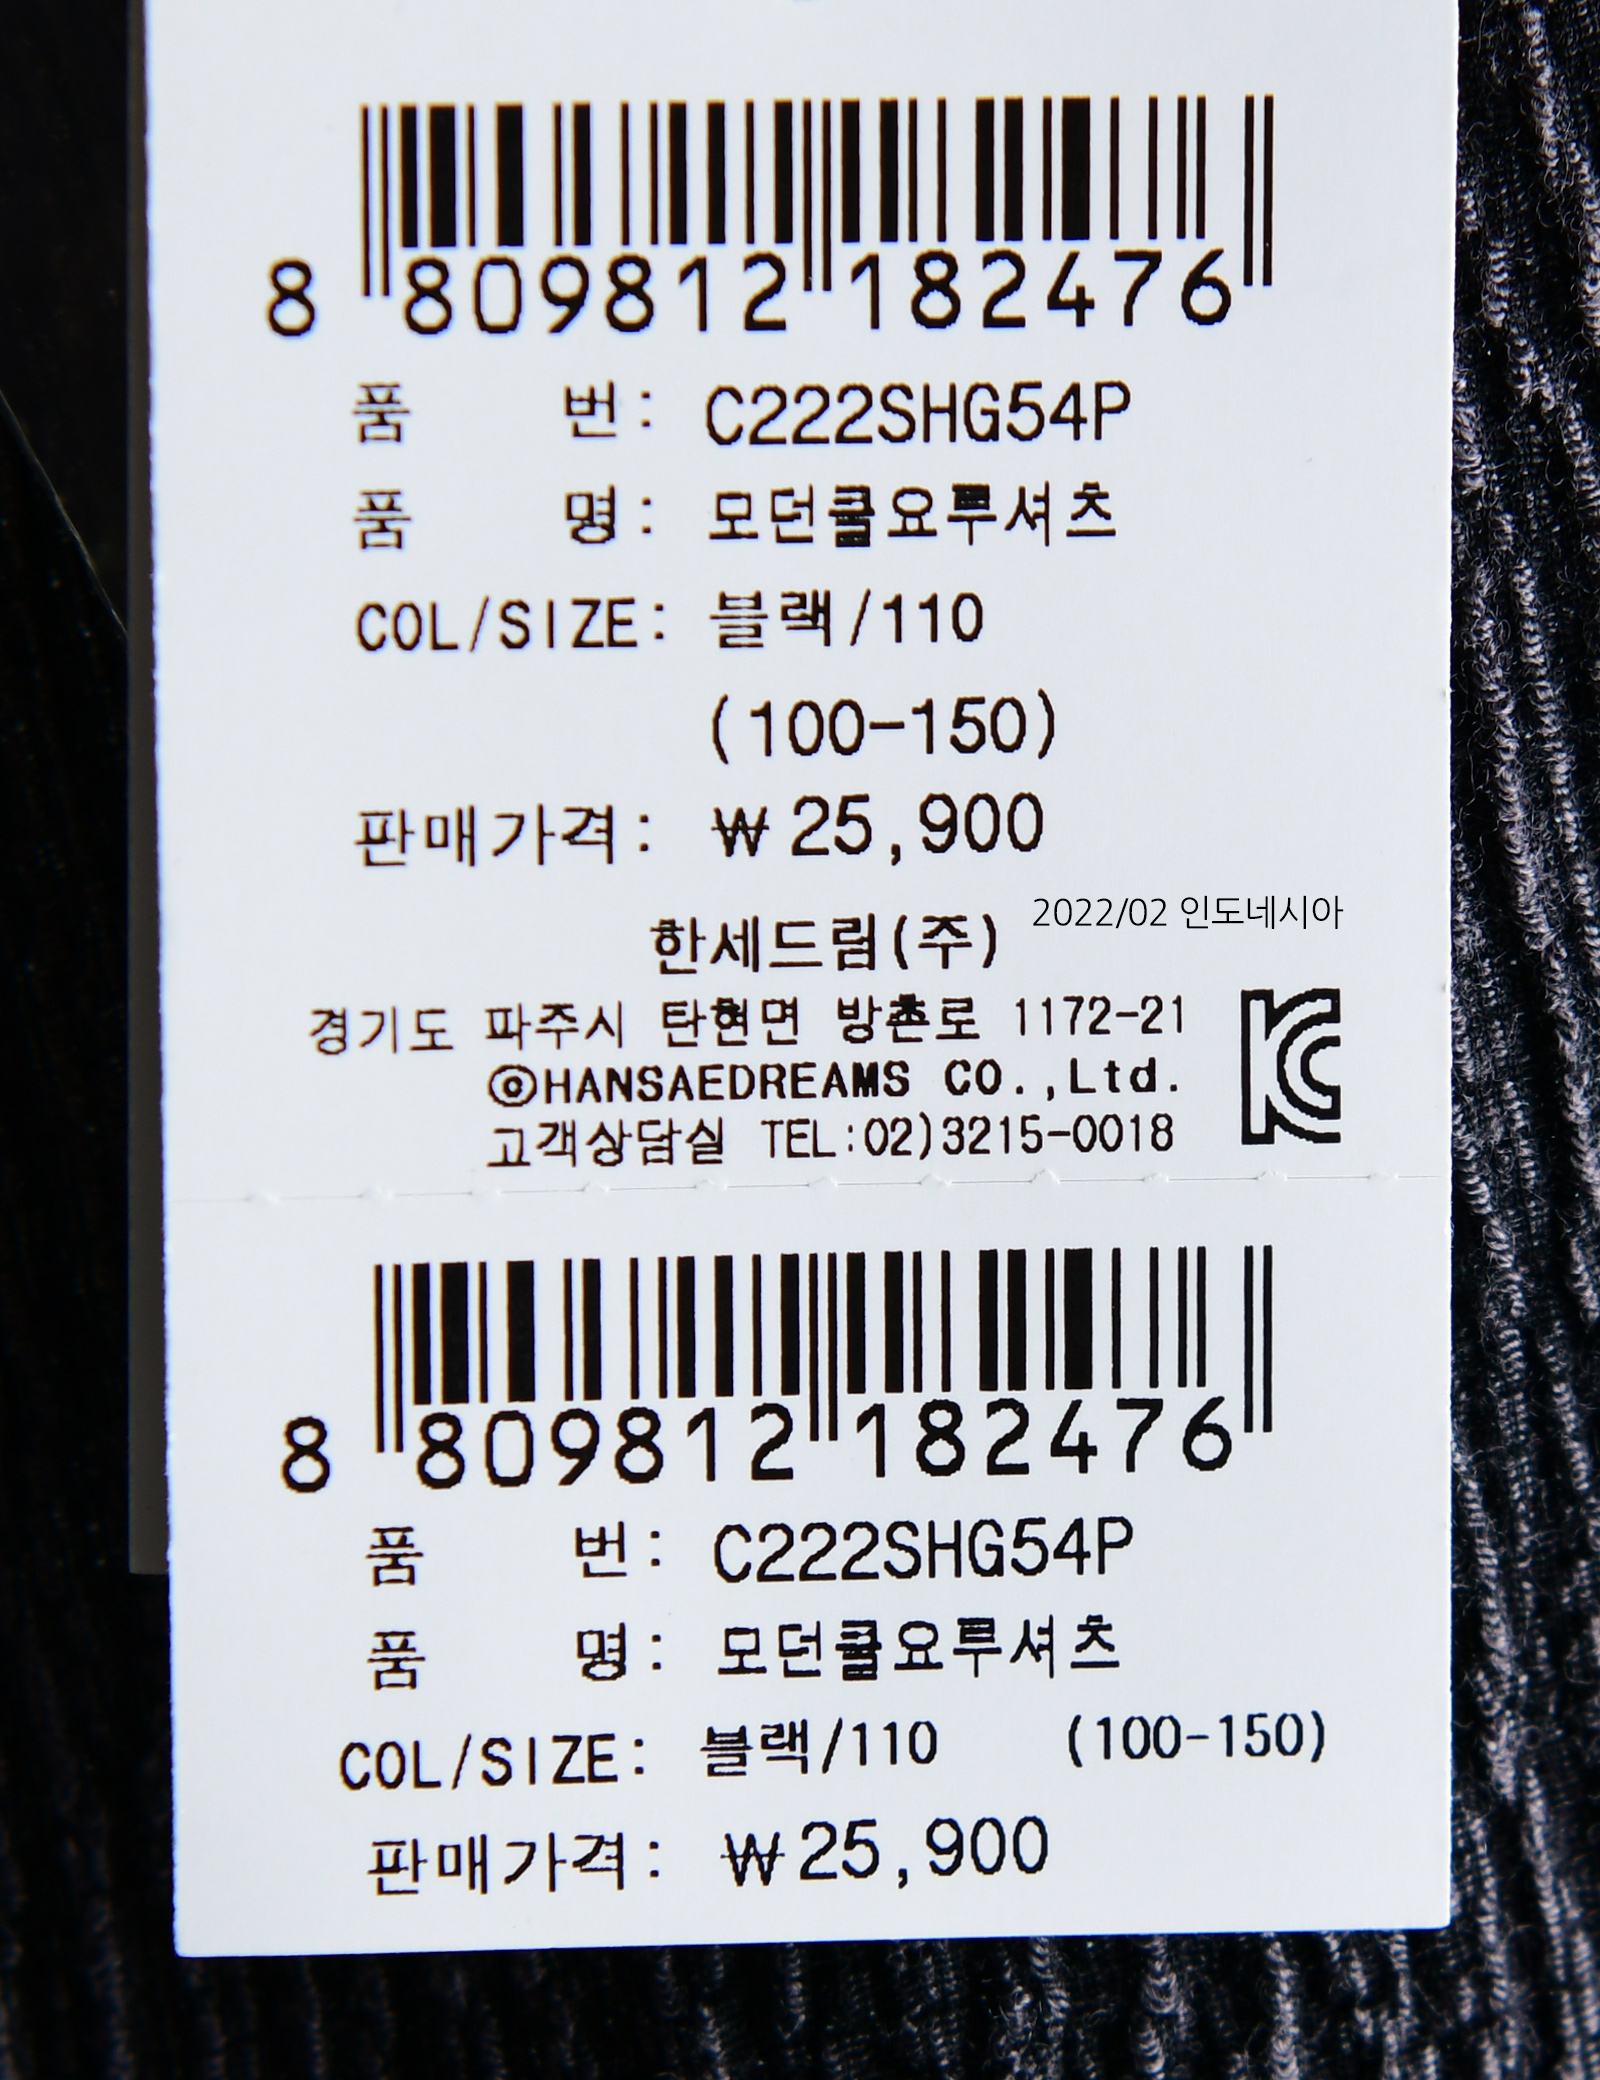 8 809812 182476
품 번: C222SHG54P
품 명: 모던쿨요루셔츠
COL/SIZE: 블랙/110
(100-150)
판매가격: ₩25,900
2022/02 인도네시아
한세드림(주)
경기도 파주시 탄현면 방촌로 1172-21
ⓒHANSAEDREAMS CO.,Ltd.
고객상담실 TEL:02)3215-0018
8 809812 182476
품 번: C222SHG54P
품 명: 모던쿨요루셔츠
COL/SIZE: 블랙/110 (100-150)
판매가격: ₩25,900